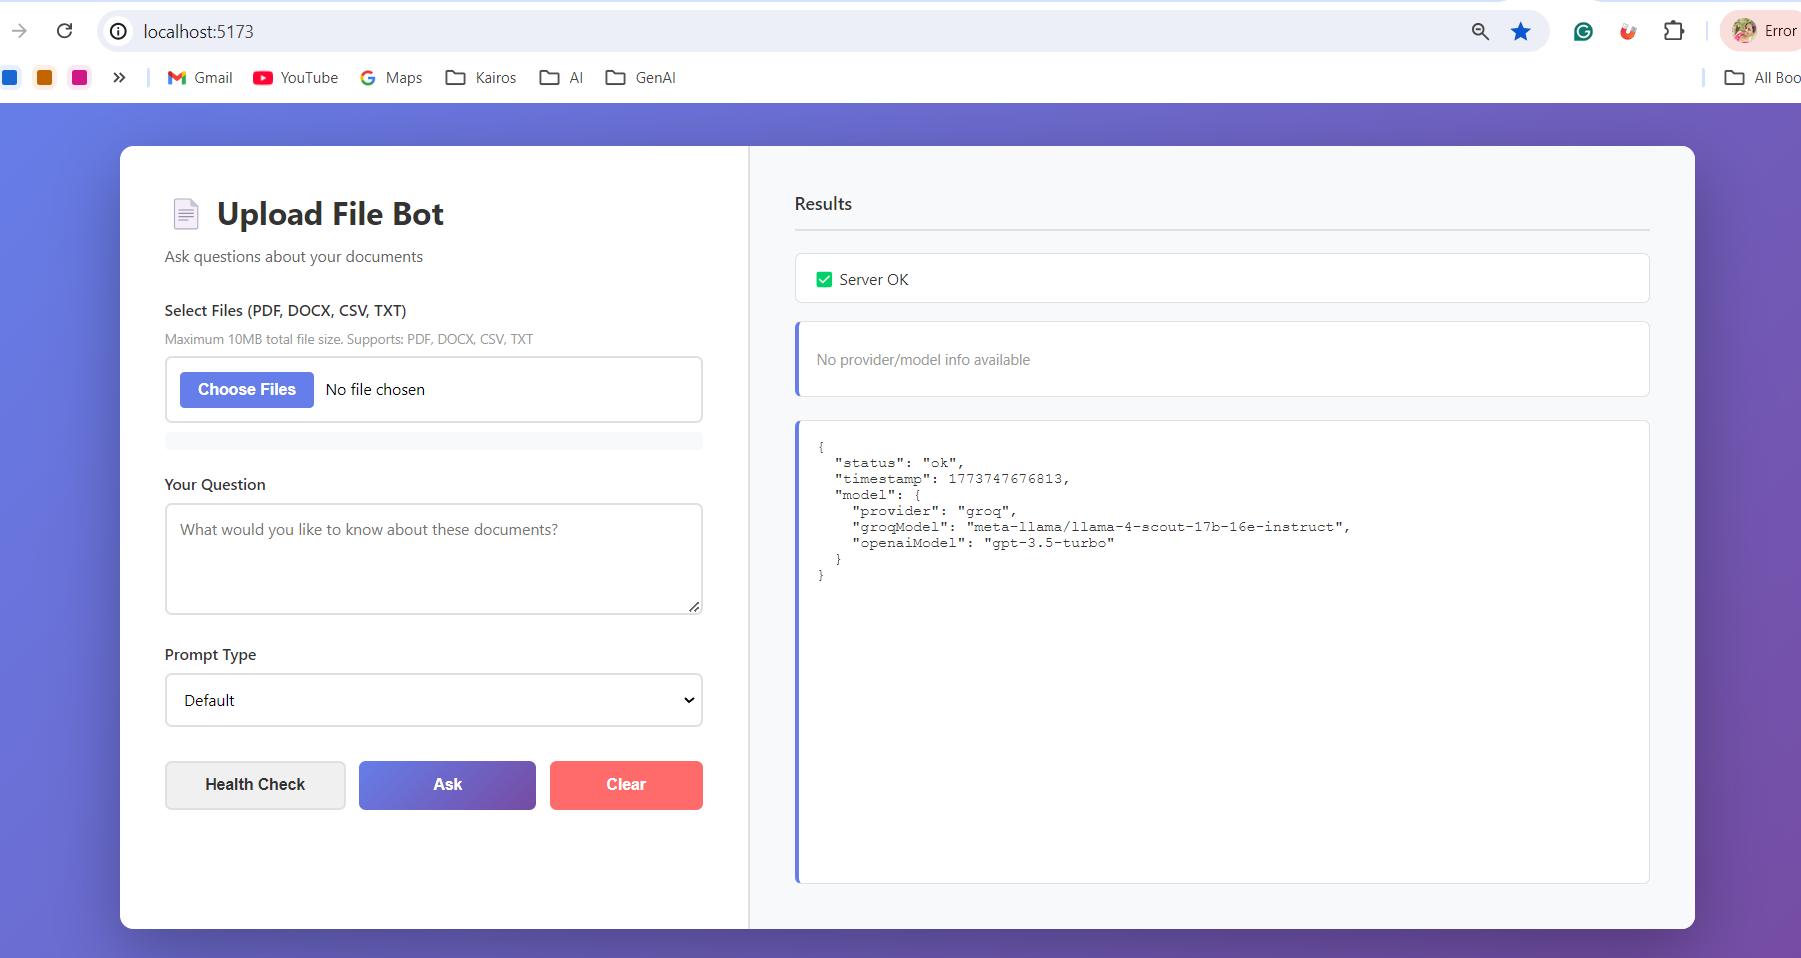 localhost:5173
Error
Gmail
YouTube
Maps
Kairos
AI
GenAI
All Boo
Upload File Bot
Ask questions about your documents
Select Files (PDF, DOCX, CSV, TXT)
Maximum 10MB total file size. Supports: PDF, DOCX, CSV, TXT
Choose Files No file chosen
Your Question
What would you like to know about these documents?
Prompt Type
Default
Health Check
Ask
Clear
Results
Server OK
No provider/model info available
{
  "status": "ok",
  "timestamp": 1773747676813,
  "model": {
    "provider": "groq",
    "groqModel": "meta-llama/llama-4-scout-17b-16e-instruct",
    "openaiModel": "gpt-3.5-turbo"
  }
}